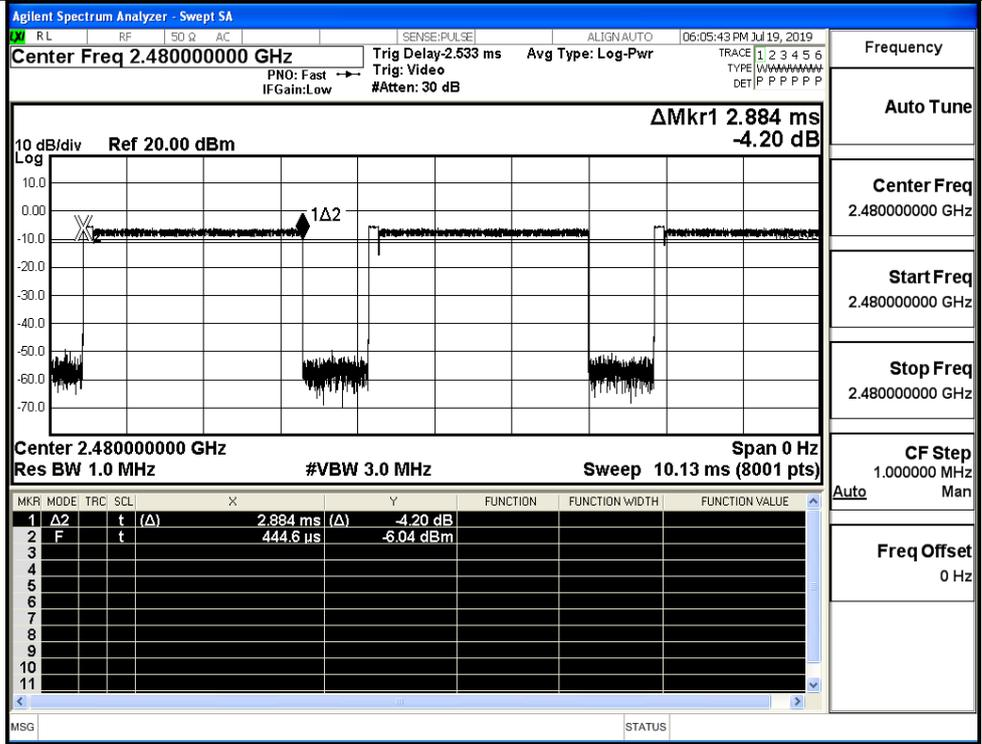 Agilent Spectrum Analyzer - Swept SA
LXI RL RF 50 Ω AC SENSE:PULSE ALIGN AUTO 06:05:43 PM Jul 19, 2019
Center Freq 2.480000000 GHz
Trig Delay-2.533 ms Avg Type: Log-Pwr
TRACE 1 2 3 4 5 6
PNO: Fast Trig: Video
TYPE WWWWWW
IFGain:Low #Atten: 30 dB
DET P P P P P P
ΔMkr1 2.884 ms
-4.20 dB
10 dB/div Ref 20.00 dBm
Log
10.0
0.00
-10.0
-20.0
-30.0
-40.0
-50.0
-60.0
-70.0
1Δ2
Center 2.480000000 GHz Span 0 Hz
Res BW 1.0 MHz #VBW 3.0 MHz Sweep 10.13 ms (8001 pts)
MKR MODE TRC SCL X Y FUNCTION FUNCTION WIDTH FUNCTION VALUE
1 Δ2 t (Δ) 2.884 ms (Δ) -4.20 dB
2 F t 444.6 µs -6.04 dBm
3
4
5
6
7
8
9
10
11
MSG STATUS
Frequency
Auto Tune
Center Freq
2.480000000 GHz
Start Freq
2.480000000 GHz
Stop Freq
2.480000000 GHz
CF Step
1.000000 MHz
Auto Man
Freq Offset
0 Hz